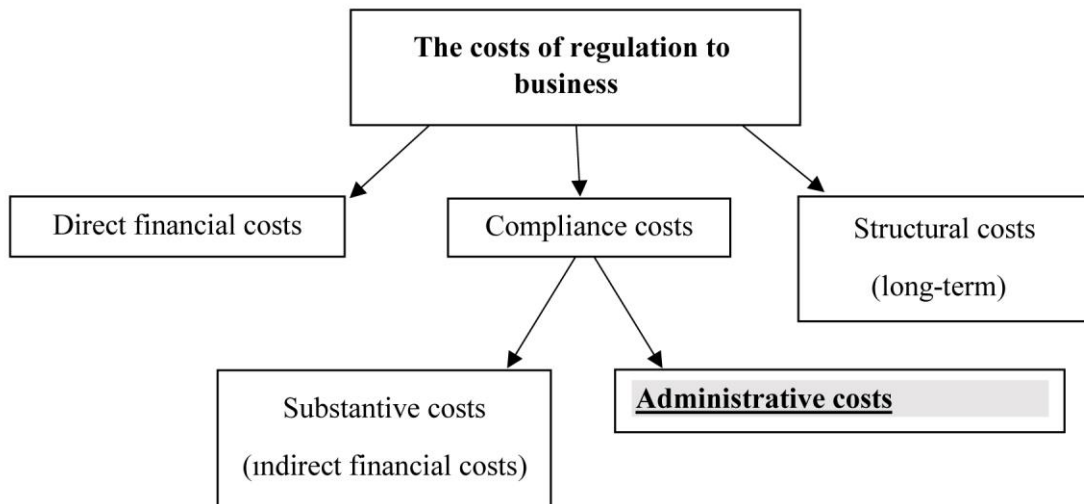 The costs of regulation to
business
Direct financial costs
Compliance costs
Structural costs
(long-term)
Substantive costs
(ındirect financial costs)
Administrative costs